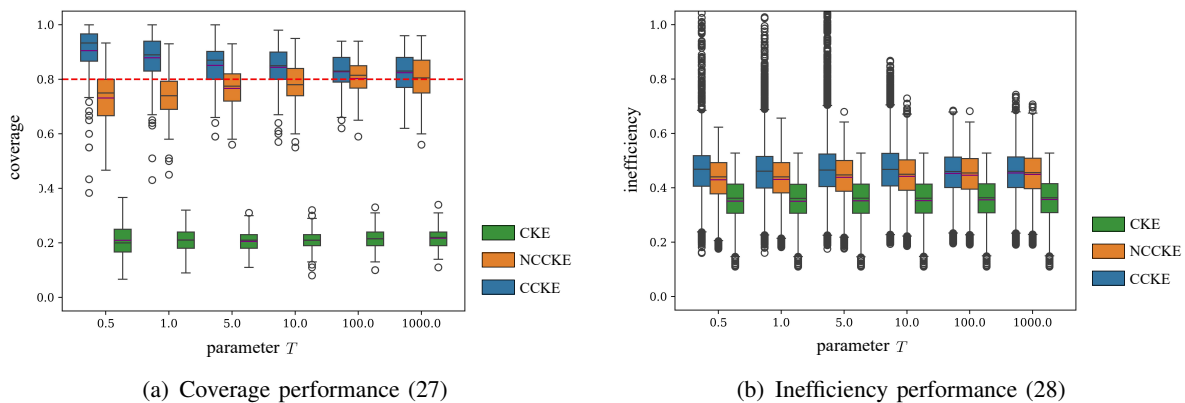 1.0
0.8
0.6
3.4
0.2
0.0
coverage
0.5 1.0 5.0 10.0 100.0 1000.0
parameter T
CKE
NCCKE
CCKE
(a) Coverage performance (27)
1.0
0.8
0.6
0.4
0.2
0.0
inefficiency
0.5 1.0 5.0 10.0 100.0 1000.0
parameter T
CKE
NCCKE
CCKE
(b) Inefficiency performance (28)